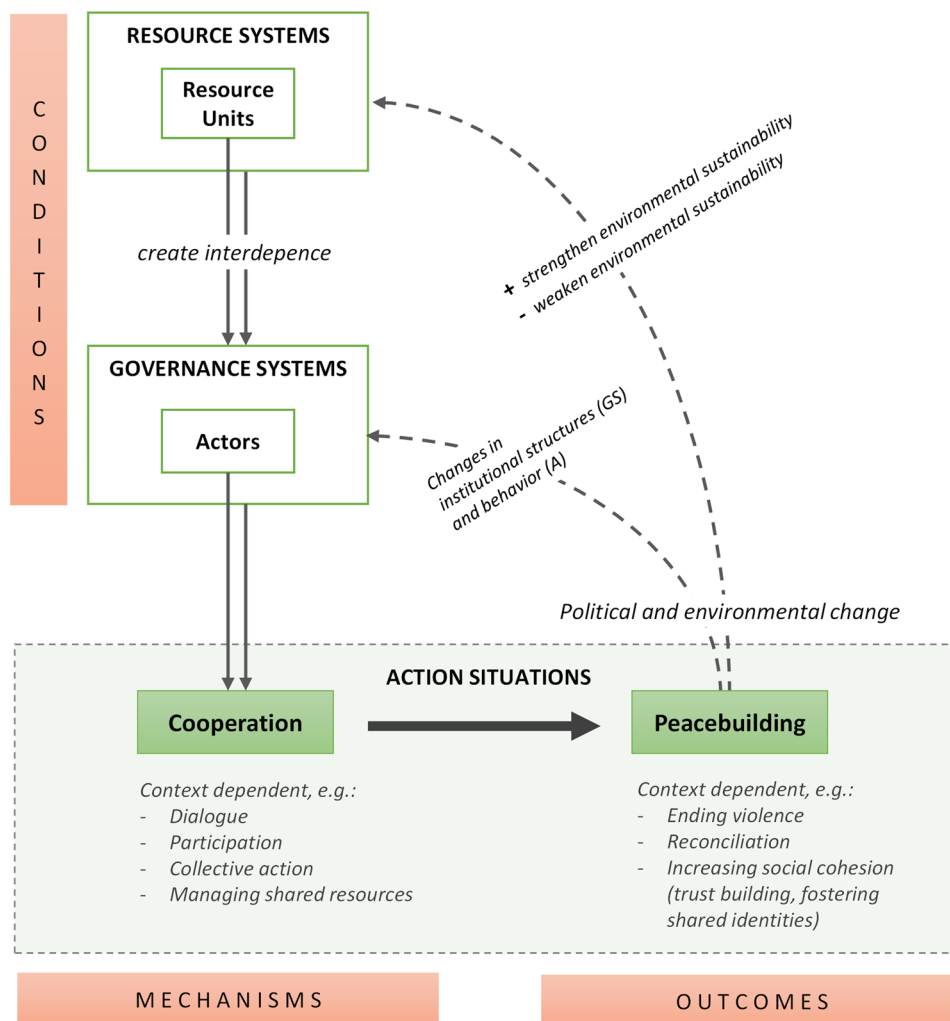 CONDITIONS
RESOURCE SYSTEMS
Resource
Units
create interdepence
+ strengthen environmental sustainability
- weaken environmental sustainability
GOVERNANCE SYSTEMS
Actors
Changes in
institutional structures (GS)
and behavior (A)
Political and environmental change
ACTION SITUATIONS
Cooperation
Peacebuilding
Context dependent, e.g.:
- Dialogue
- Participation
- Collective action
- Managing shared resources
Context dependent, e.g.:
- Ending violence
- Reconciliation
- Increasing social cohesion
(trust building, fostering
shared identities)
MECHANISMS
OUTCOMES